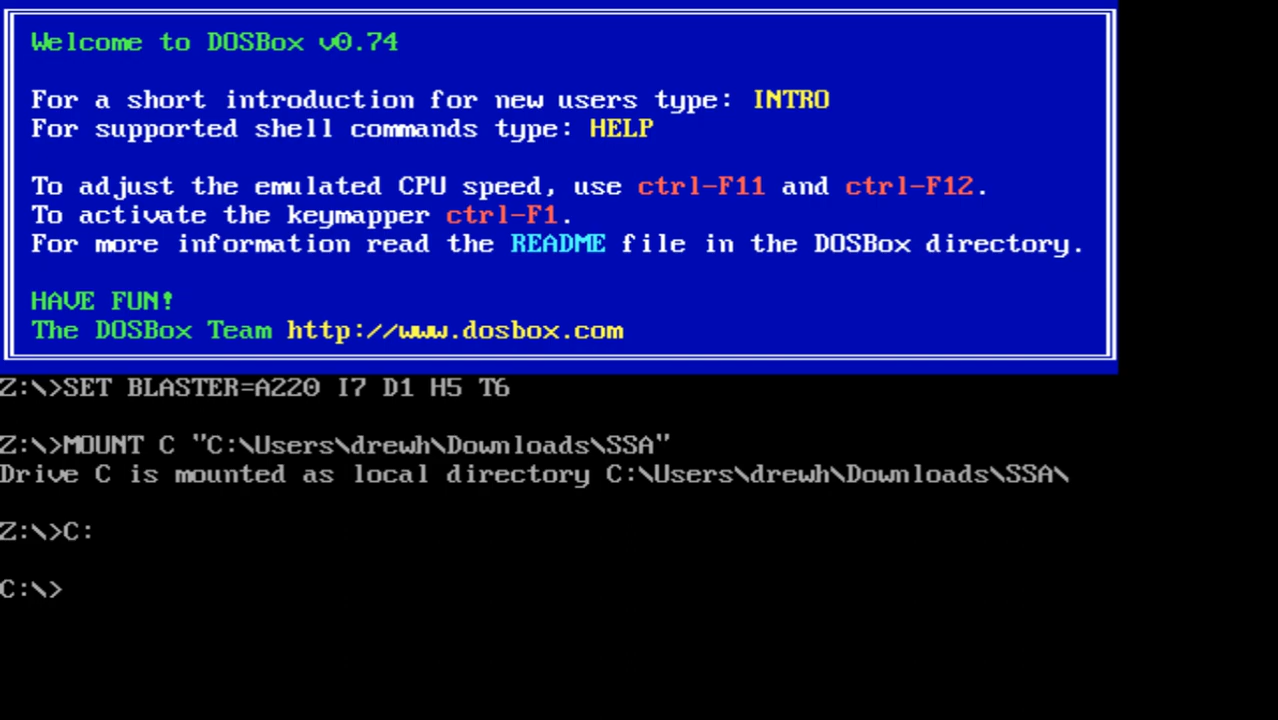 Welcome to DOSBox v0.74
For a short introduction for new users type: INTRO
For supported shell commands type: HELP
To adjust the emulated CPU speed, use ctrl-F11 and ctrl-F12.
To activate the keymapper ctrl-F1.
For more information read the README file in the DOSBox directory.
HAVE FUN!
The DOSBox Team http://www.dosbox.com
Z:\>SET BLASTER=A220 I7 D1 H5 T6
Z:\>MOUNT C "C:\Users\drewh\Downloads\SSA"
Drive C is mounted as local directory C:\Users\drewh\Downloads\SSA\
Z:\>C:
C:\>